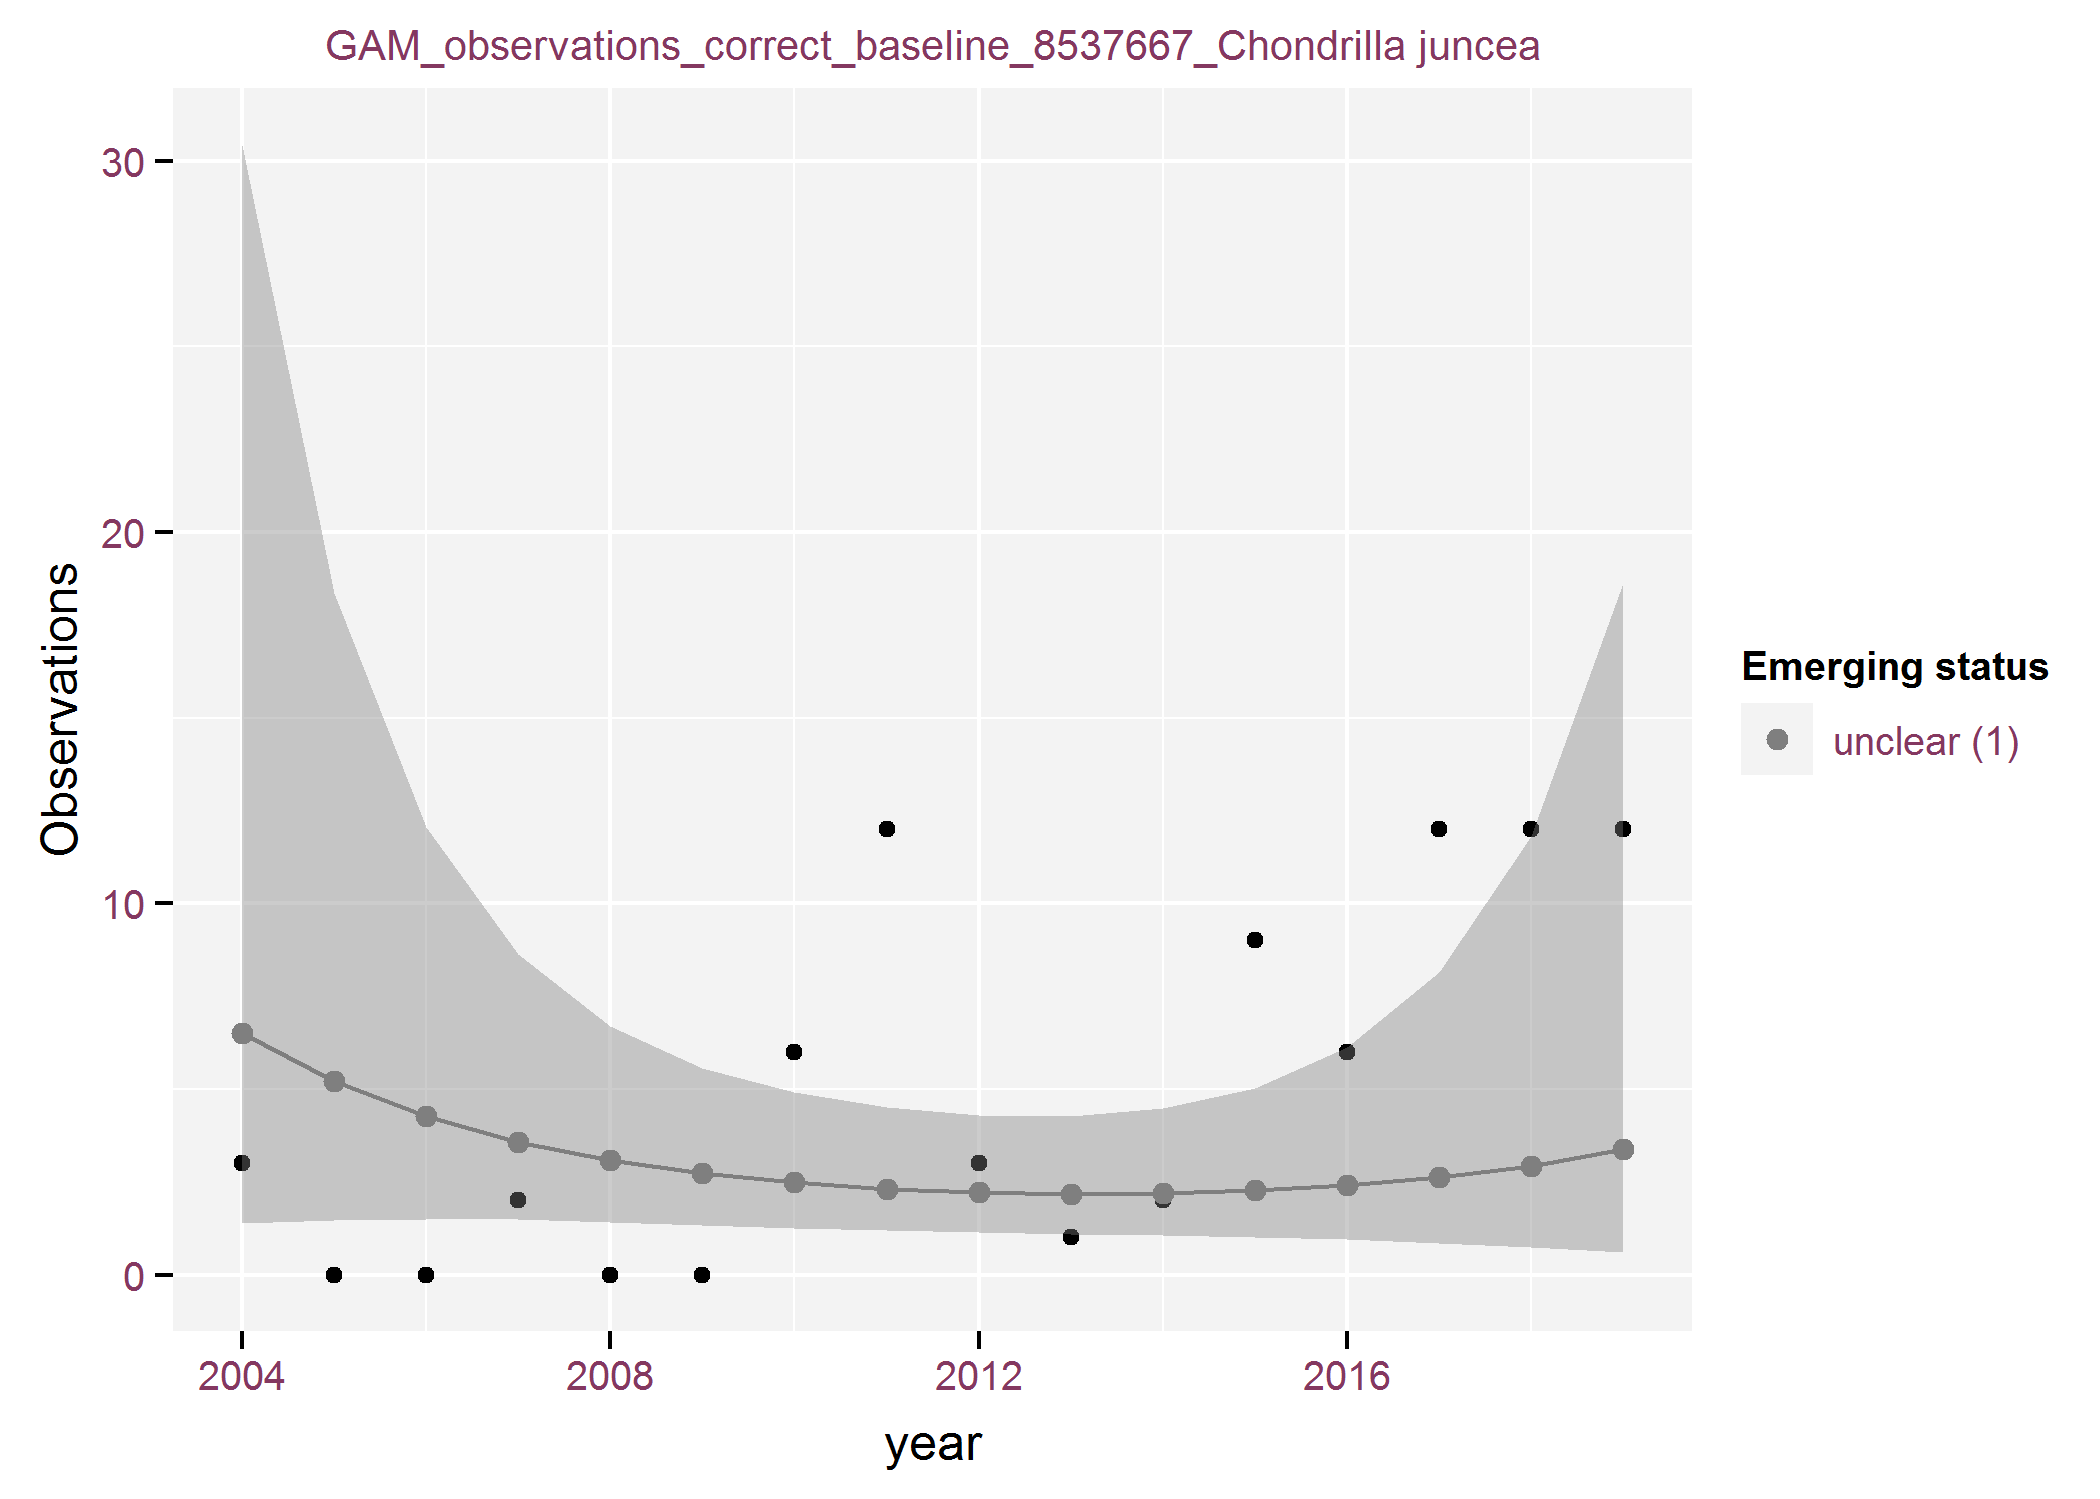 GAM_observations_correct_baseline_8537667_Chondrilla juncea
30
20
10
0
Observations
2004
2008
2012
2016
year
Emerging status
unclear (1)